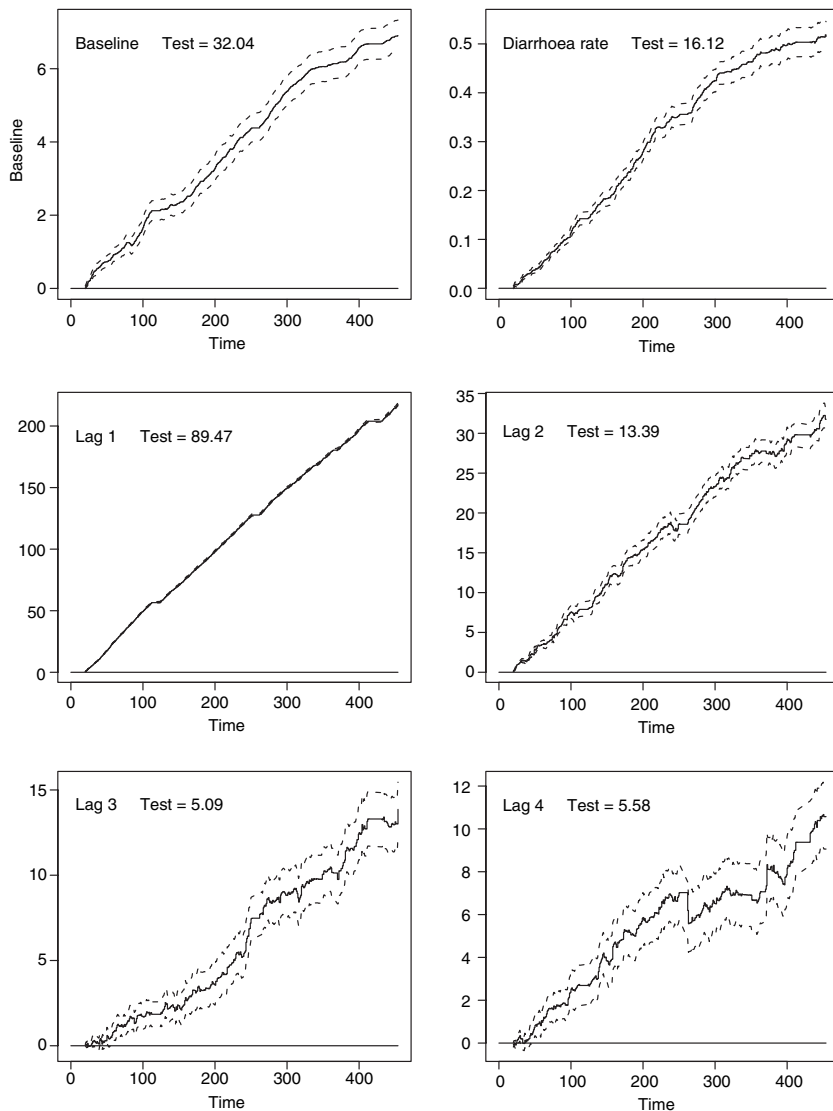 Baseline Test = 32.04
6
4
2
0
Baseline
0 100 200 300 400
Time
Diarrhoea rate Test = 16.12
0.5
0.4
0.3
0.2
0.1
0.0
0 100 200 300 400
Time
Lag 1 Test = 89.47
200
150
100
50
0
0 100 200 300 400
Time
Lag 2 Test = 13.39
35
30
25
20
15
10
5
0
0 100 200 300 400
Time
Lag 3 Test = 5.09
15
10
5
0
0 100 200 300 400
Time
Lag 4 Test = 5.58
12
10
8
6
4
2
0
0 100 200 300 400
Time